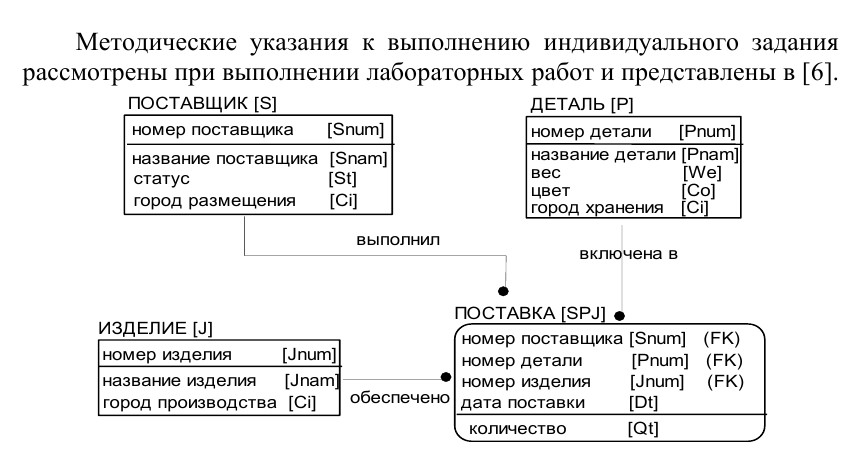 Методические указания к выполнению индивидуального задания
рассмотрены при выполнении лабораторных работ и представлены в [6].
ПОСТАВЩИК [S]
номер поставщика [Snum]
название поставщика [Snam]
статус [St]
город размещения [Ci]
ДЕТАЛЬ [P]
номер детали [Pnum]
название детали [Pnam]
вес [We]
цвет [Co]
город хранения [Ci]
выполнил
включена в
ИЗДЕЛИЕ [J]
номер изделия [Jnum]
название изделия [Jnam]
город производства [Ci]
обеспечено
ПОСТАВКА [SPJ]
номер поставщика [Snum] (FK)
номер детали [Pnum] (FK)
номер изделия [Jnum] (FK)
дата поставки [Dt]
количество [Qt]